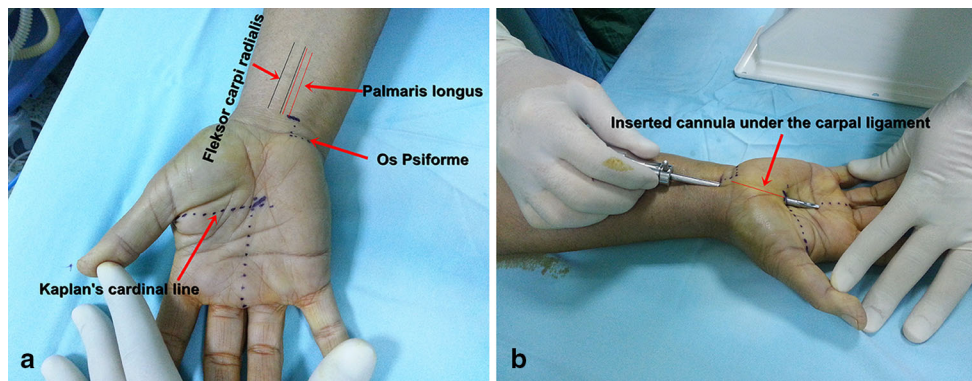 Fleksor carpi radialis
Palmaris longus
Os Psiforme
Kaplan's cardinal line
a
Inserted cannula under the carpal ligament
b